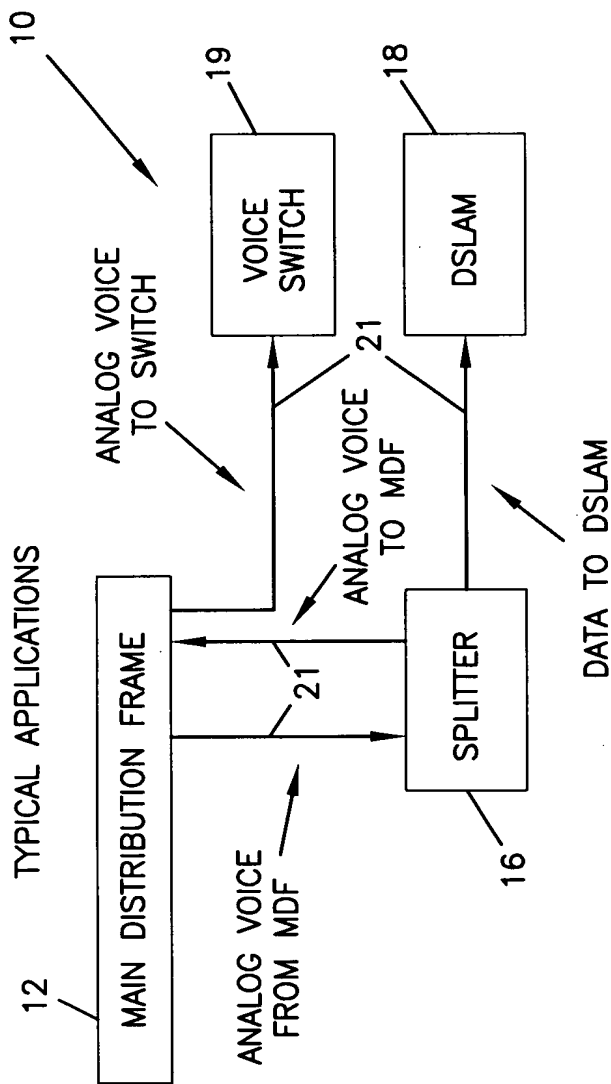 TYPICAL APPLICATIONS
10
12
MAIN DISTRIBUTION FRAME
ANALOG VOICE
TO SWITCH
19
VOICE
SWITCH
21
ANALOG VOICE
TO MDF
21
ANALOG VOICE
FROM MDF
18
DSLAM
SPLITTER
16
DATA TO DSLAM